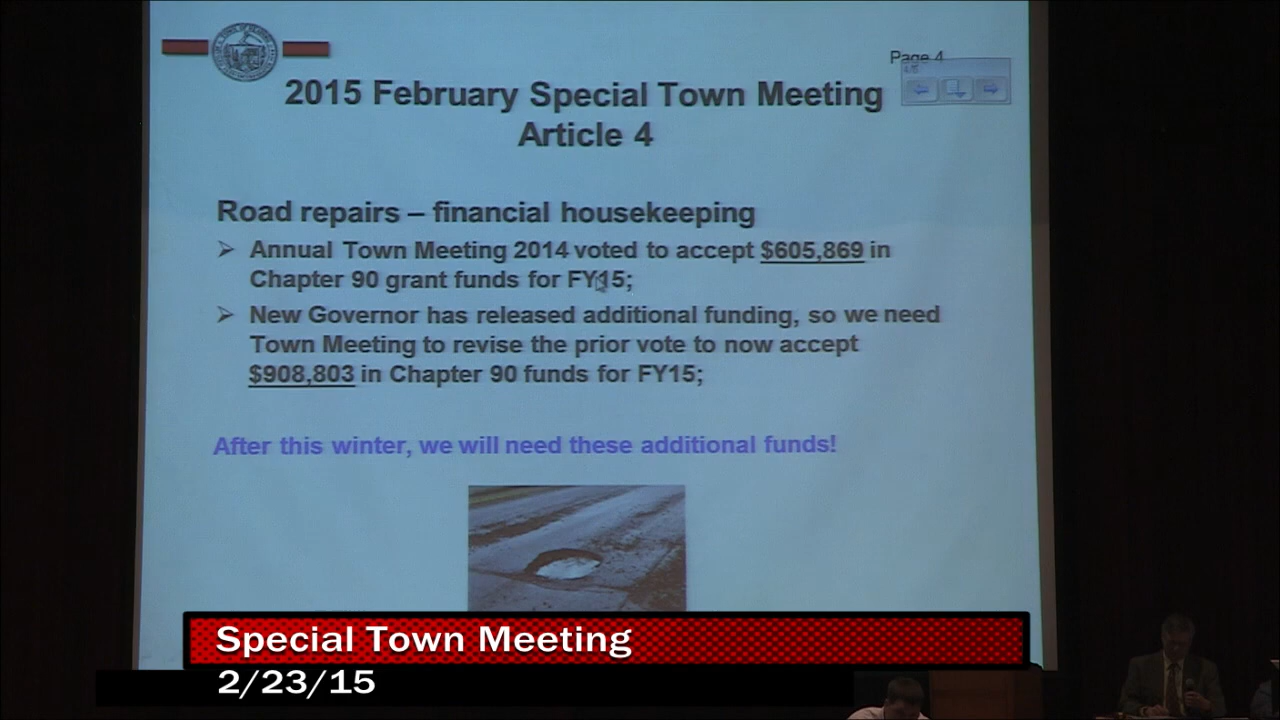 Page 4
4/6
2015 February Special Town Meeting
Article 4
Road repairs – financial housekeeping
➢ Annual Town Meeting 2014 voted to accept $605,869 in
Chapter 90 grant funds for FY15;
➢ New Governor has released additional funding, so we need
Town Meeting to revise the prior vote to now accept
$908,803 in Chapter 90 funds for FY15;
After this winter, we will need these additional funds!
Special Town Meeting
2/23/15